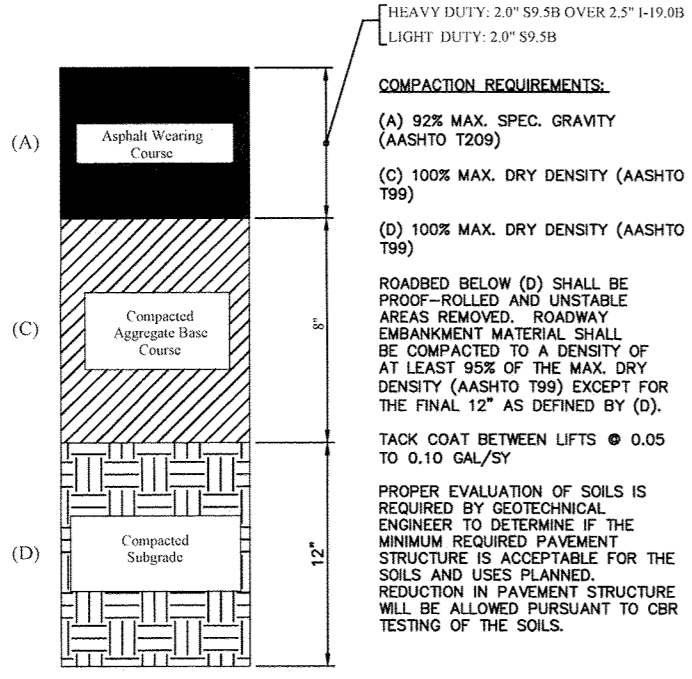 HEAVY DUTY: 2.0" S9.5B OVER 2.5" I-19.0B
LIGHT DUTY: 2.0" S9.5B
(A)
Asphalt Wearing
Course
(C)
Compacted
Aggregate Base
Course
8"
(D)
Compacted
Subgrade
12"
COMPACTION REQUIREMENTS:
(A) 92% MAX. SPEC. GRAVITY
(AASHTO T209)
(C) 100% MAX. DRY DENSITY (AASHTO
T99)
(D) 100% MAX. DRY DENSITY (AASHTO
T99)
ROADBED BELOW (D) SHALL BE
PROOF-ROLLED AND UNSTABLE
AREAS REMOVED. ROADWAY
EMBANKMENT MATERIAL SHALL
BE COMPACTED TO A DENSITY OF
AT LEAST 95% OF THE MAX. DRY
DENSITY (AASHTO T99) EXCEPT FOR
THE FINAL 12" AS DEFINED BY (D).
TACK COAT BETWEEN LIFTS @ 0.05
TO 0.10 GAL/SY
PROPER EVALUATION OF SOILS IS
REQUIRED BY GEOTECHNICAL
ENGINEER TO DETERMINE IF THE
MINIMUM REQUIRED PAVEMENT
STRUCTURE IS ACCEPTABLE FOR THE
SOILS AND USES PLANNED.
REDUCTION IN PAVEMENT STRUCTURE
WILL BE ALLOWED PURSUANT TO CBR
TESTING OF THE SOILS.